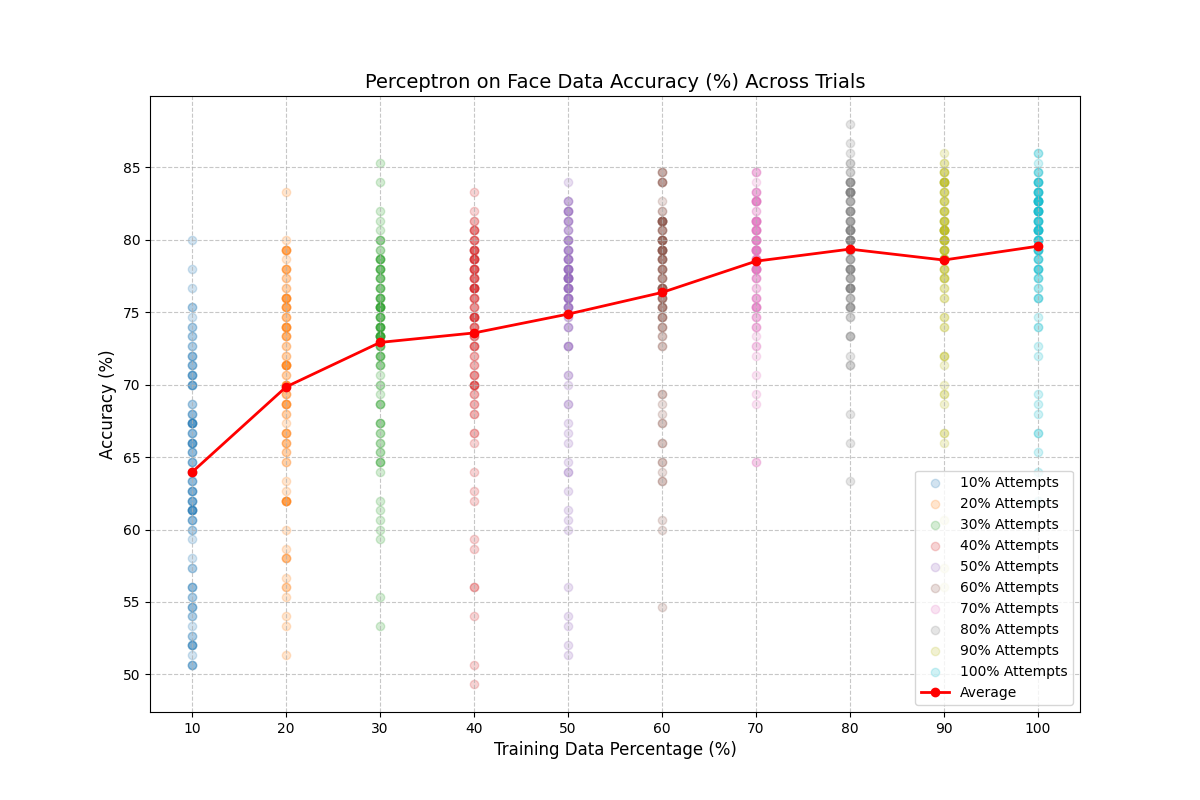 Perceptron on Face Data Accuracy (%) Across Trials
Accuracy (%)
85
80
75
70
65
60
55
50
10 20 30 40 50 60 70 80 90 100
Training Data Percentage (%)
10% Attempts
20% Attempts
30% Attempts
40% Attempts
50% Attempts
60% Attempts
70% Attempts
80% Attempts
90% Attempts
100% Attempts
Average